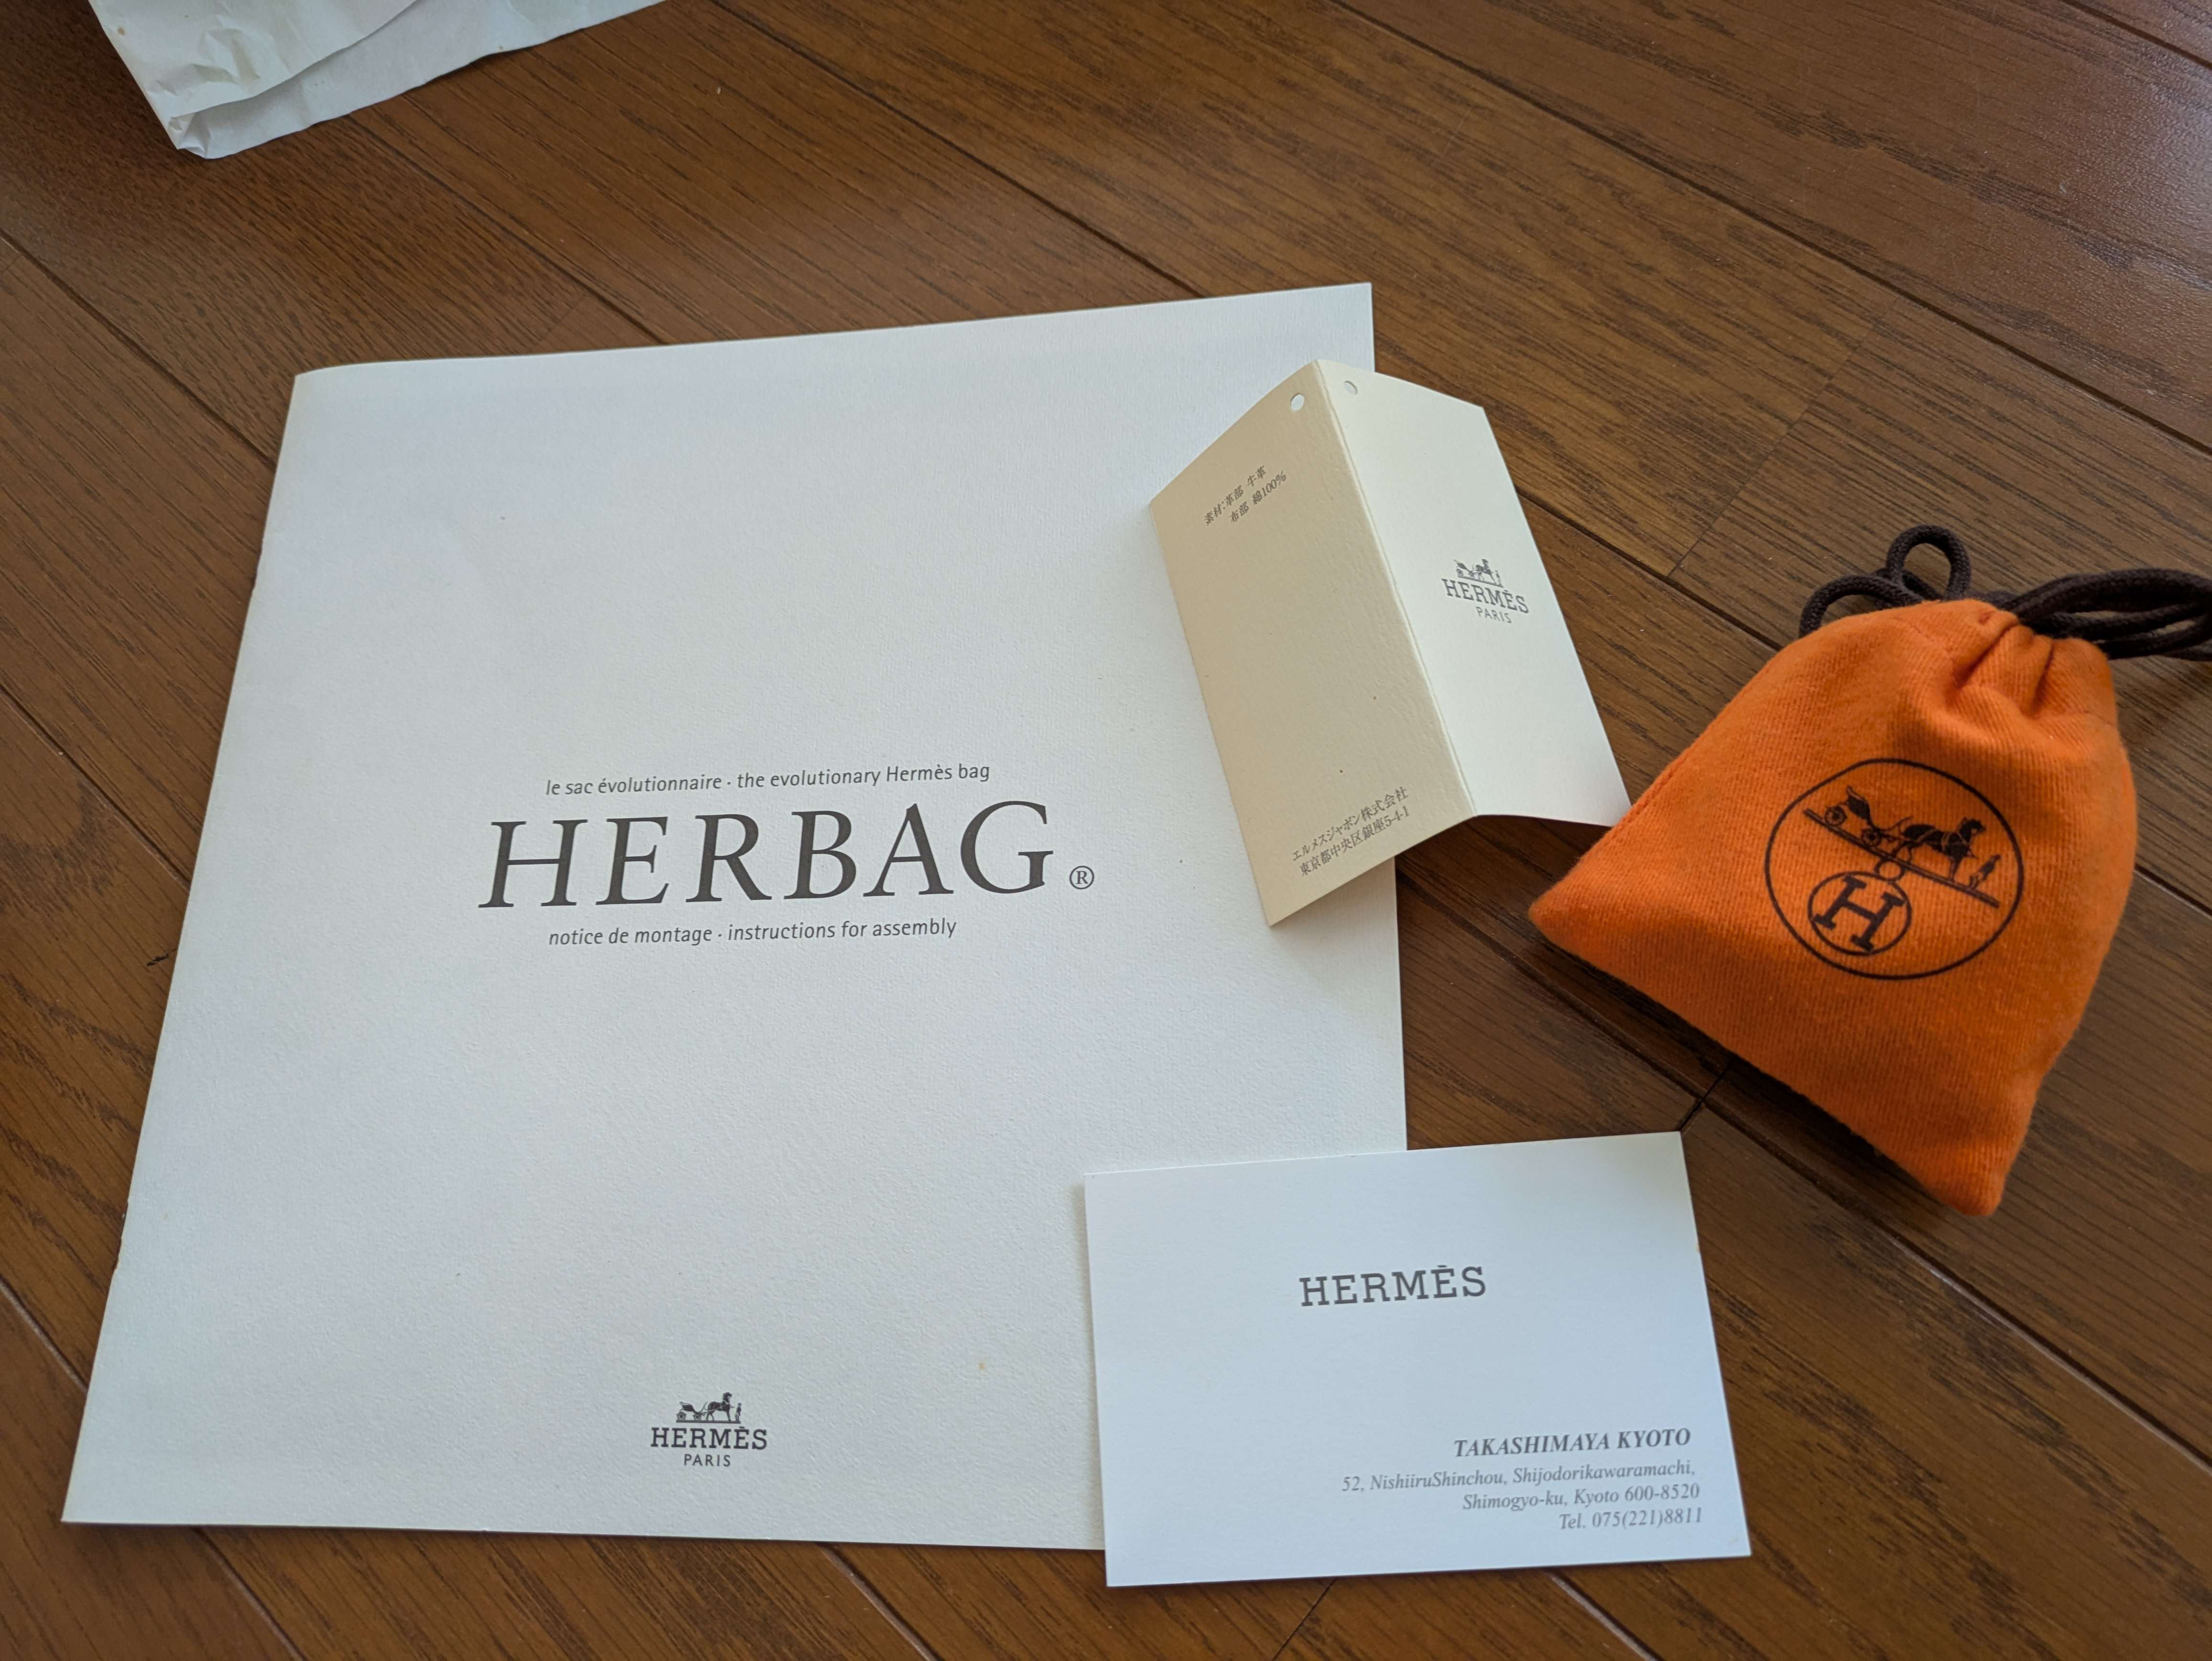 le sac évolutionnaire · the evolutionary Hermès bag
HERBAG®
notice de montage · instructions for assembly
HERMÈS
PARIS
素材:革部 牛革
布部 綿100%
エルメスジャポン株式会社
東京都中央区銀座5-4-1
HERMÈS
PARIS
H
HERMÈS
TAKASHIMAYA KYOTO
52, NishiiruShinchou, Shijodorikawaramachi,
Shimogyo-ku, Kyoto 600-8520
Tel. 075(221)8811